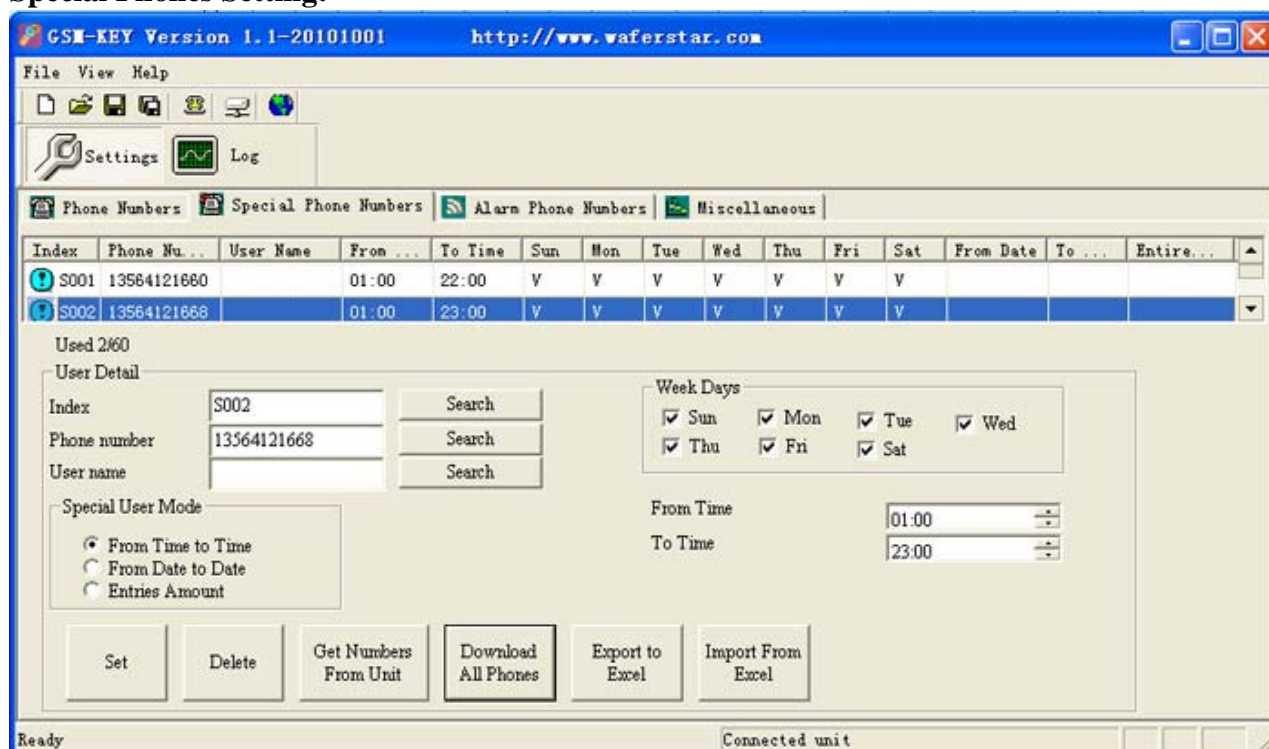 Special Phones Setting:
GSM-KEY Version 1.1-20101001 http://www.waferstar.com
File View Help
Settings Log
Phone Numbers Special Phone Numbers Alarm Phone Numbers Miscellaneous
Index Phone Nu... User Name From ... To Time Sun Mon Tue Wed Thu Fri Sat From Date To ... Entire...
S001 13564121660 01:00 22:00 V V V V V V V
S002 13564121668 01:00 23:00 V V V V V V V
Used 2/60
User Detail
Index S002 Search
Phone number 13564121668 Search
User name Search
Week Days
Sun Mon Tue Wed
Thu Fri Sat
Special User Mode
From Time to Time
From Date to Date
Entries Amount
From Time 01:00
To Time 23:00
Set Delete Get Numbers From Unit Download All Phones Export to Excel Import From Excel
Ready Connected unit